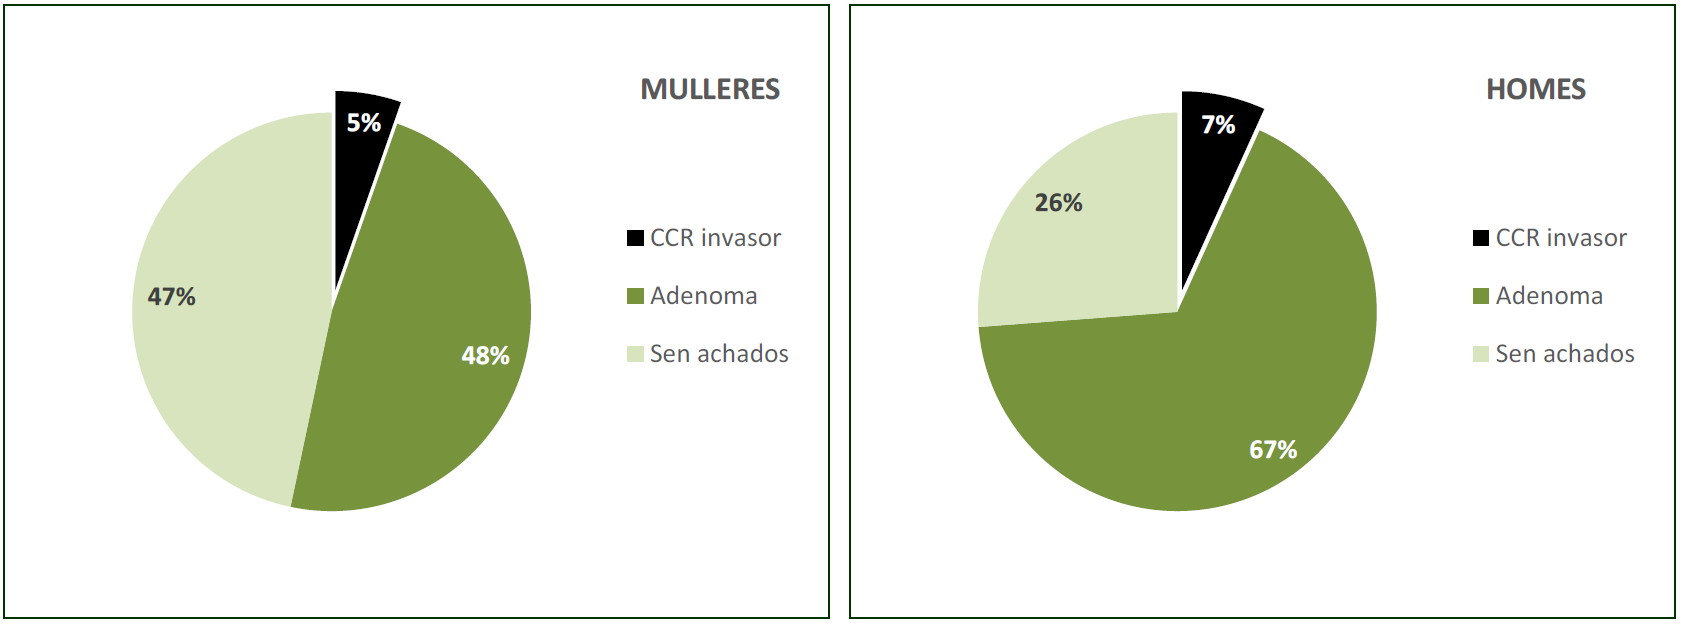 MULLERES
5%
47%
48%
CCR invasor
Adenoma
Sen achados
HOMES
7%
26%
67%
CCR invasor
Adenoma
Sen achados